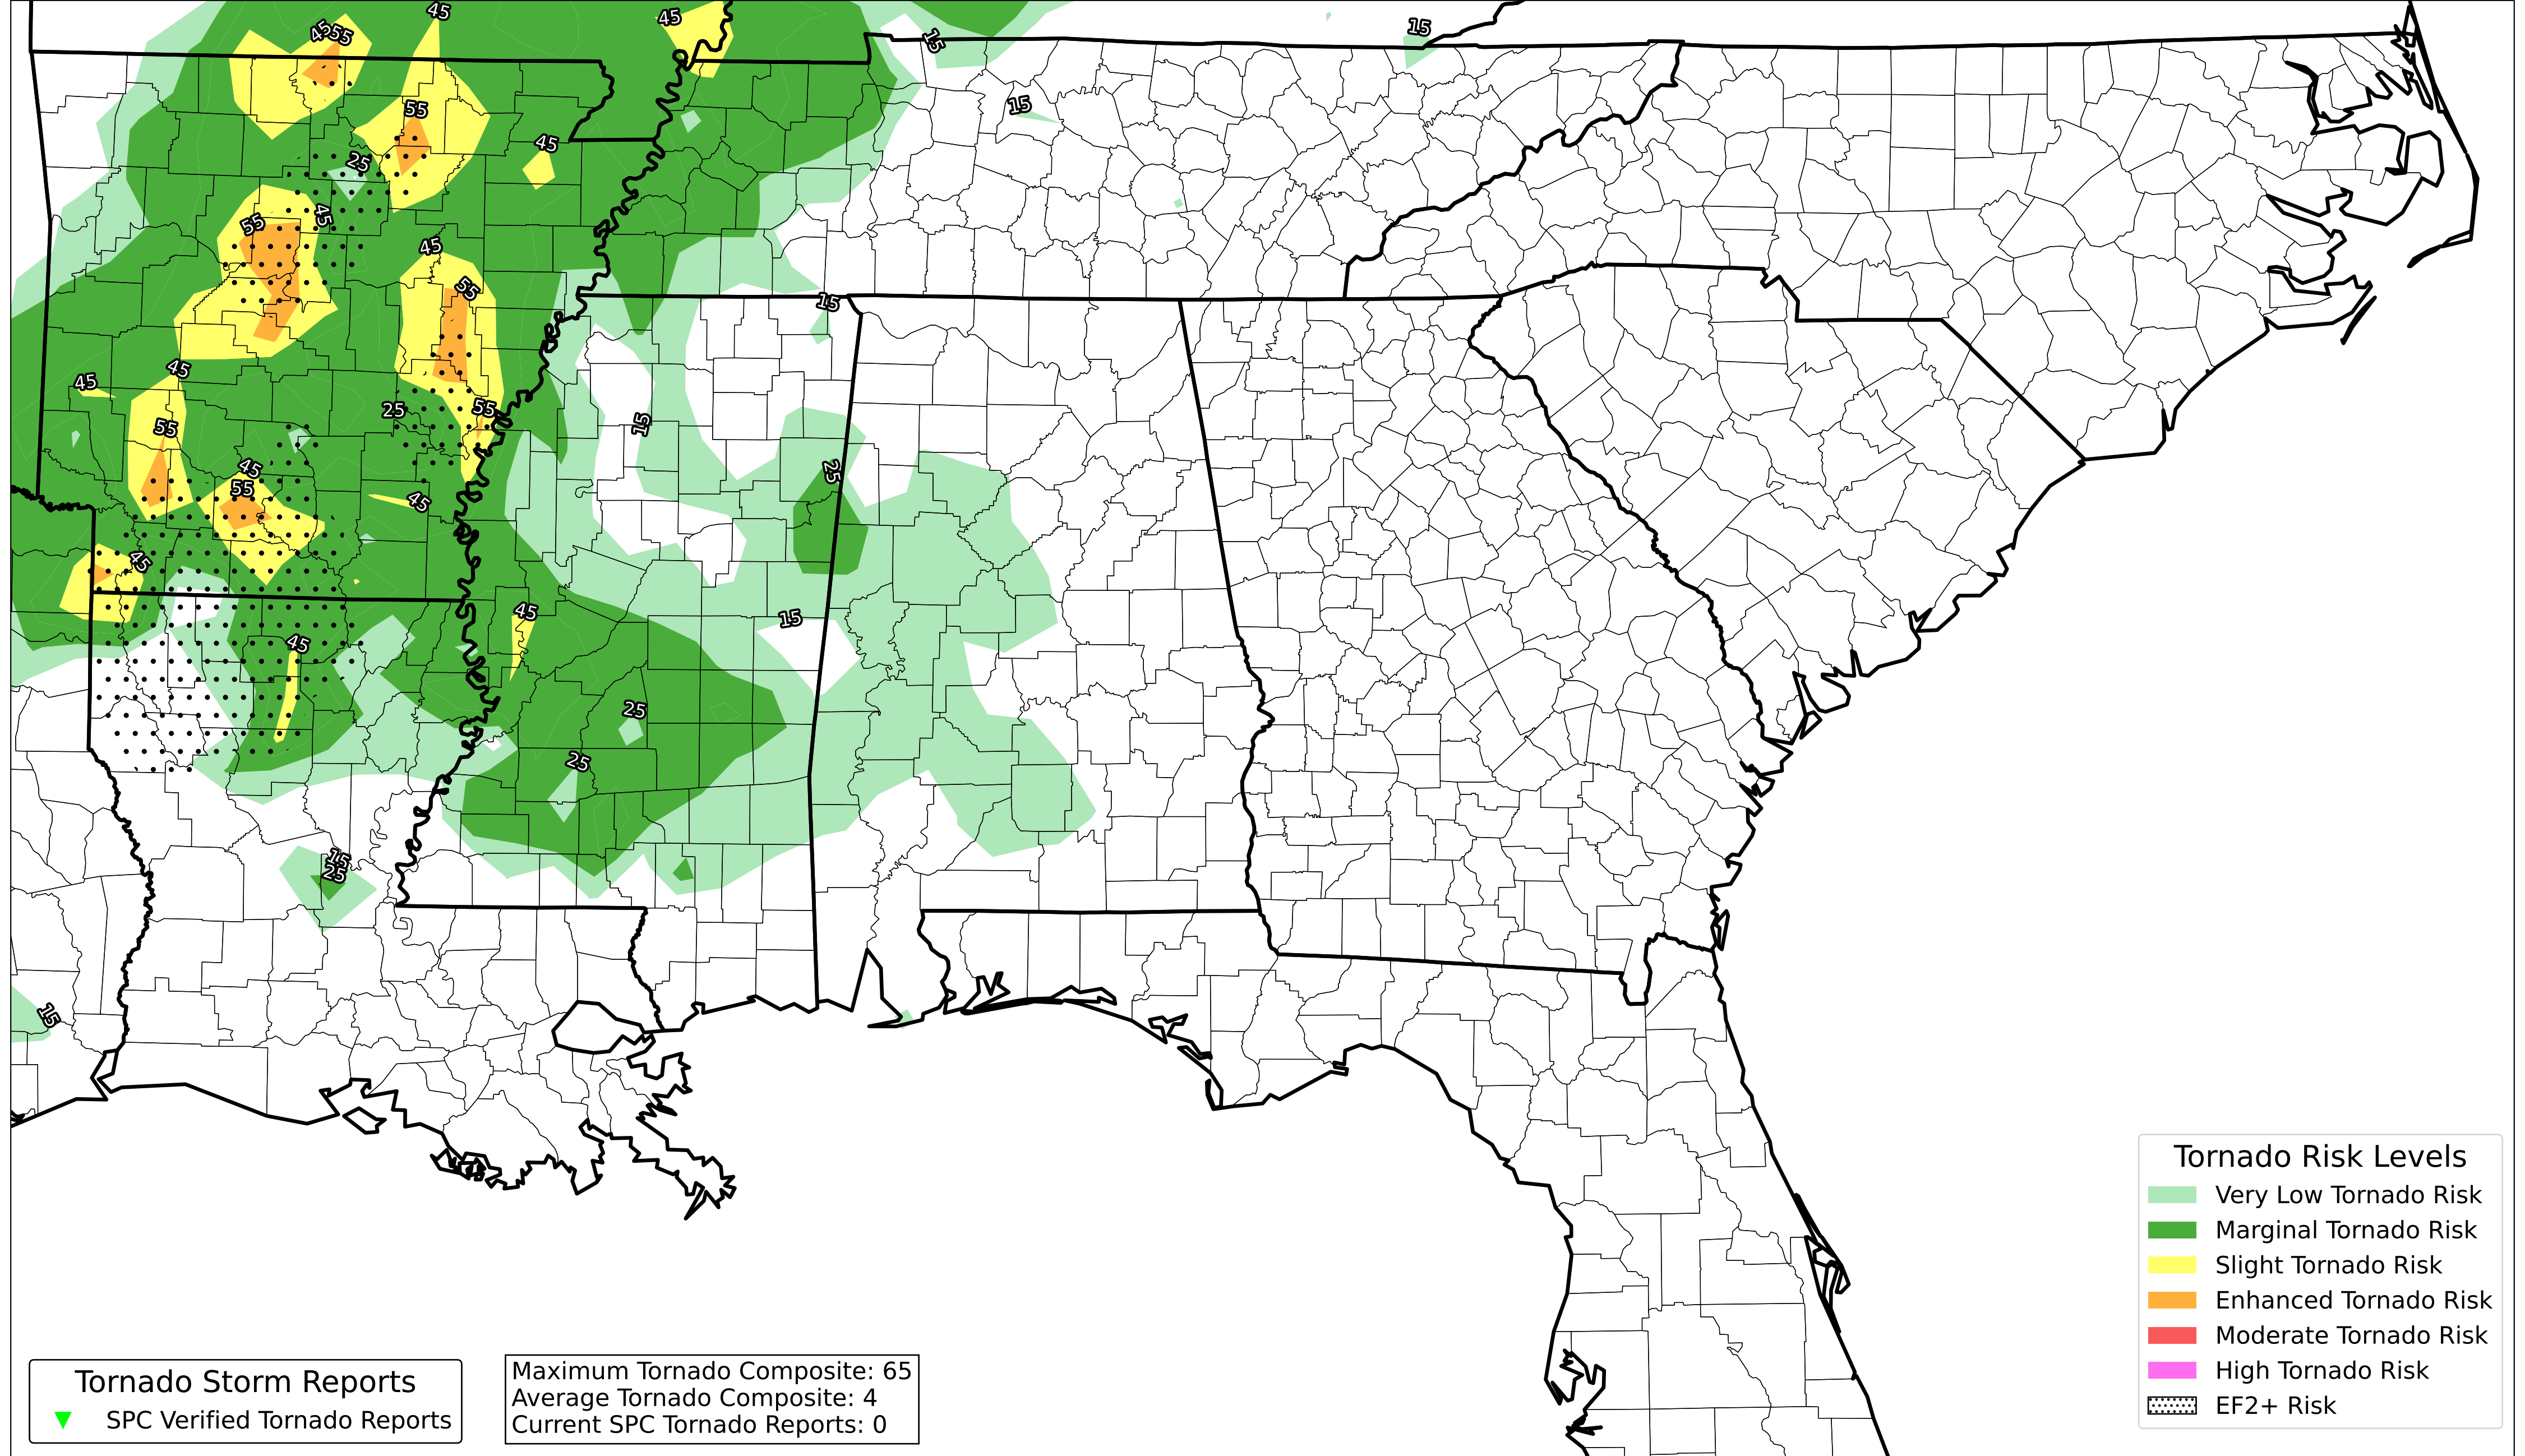 45
45
15
15
45
55
55
15
45
25
45
55
45
55
15
45
45
25
55
15
55
45
25
55
45
45
45
15
45
25
25
15
25
15
Tornado Risk Levels
Very Low Tornado Risk
Marginal Tornado Risk
Slight Tornado Risk
Enhanced Tornado Risk
Moderate Tornado Risk
High Tornado Risk
EF2+ Risk
Tornado Storm Reports
SPC Verified Tornado Reports
Maximum Tornado Composite: 65
Average Tornado Composite: 4
Current SPC Tornado Reports: 0